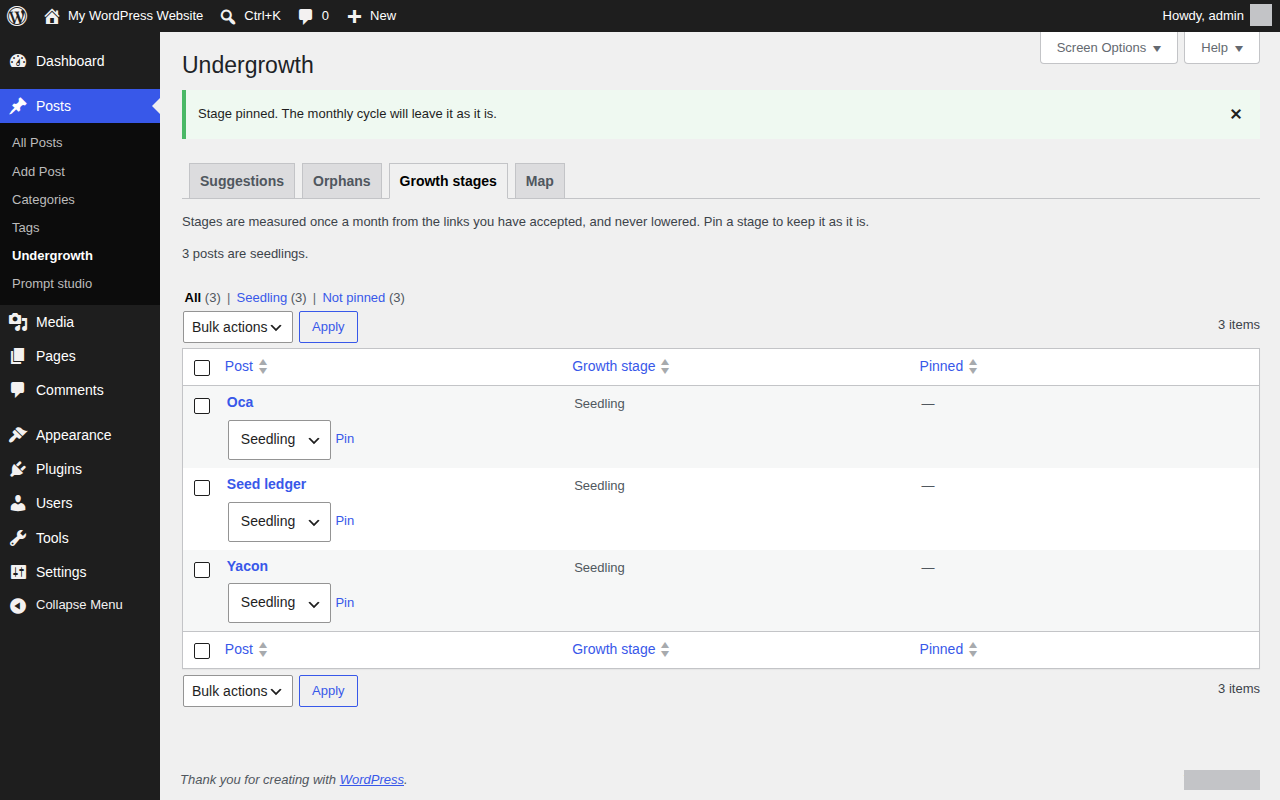 My WordPress Website Ctrl+K 0 New Howdy, admin
Screen Options Help
Dashboard
Posts
All Posts
Add Post
Categories
Tags
Undergrowth
Prompt studio
Media
Pages
Comments
Appearance
Plugins
Users
Tools
Settings
Collapse Menu
Undergrowth
Stage pinned. The monthly cycle will leave it as it is.
Suggestions Orphans Growth stages Map
Stages are measured once a month from the links you have accepted, and never lowered. Pin a stage to keep it as it is.
3 posts are seedlings.
All (3) | Seedling (3) | Not pinned (3)
Bulk actions Apply 3 items
Post Growth stage Pinned
Oca Seedling —
Seedling Pin
Seed ledger Seedling —
Seedling Pin
Yacon Seedling —
Seedling Pin
Post Growth stage Pinned
Bulk actions Apply 3 items
Thank you for creating with WordPress.